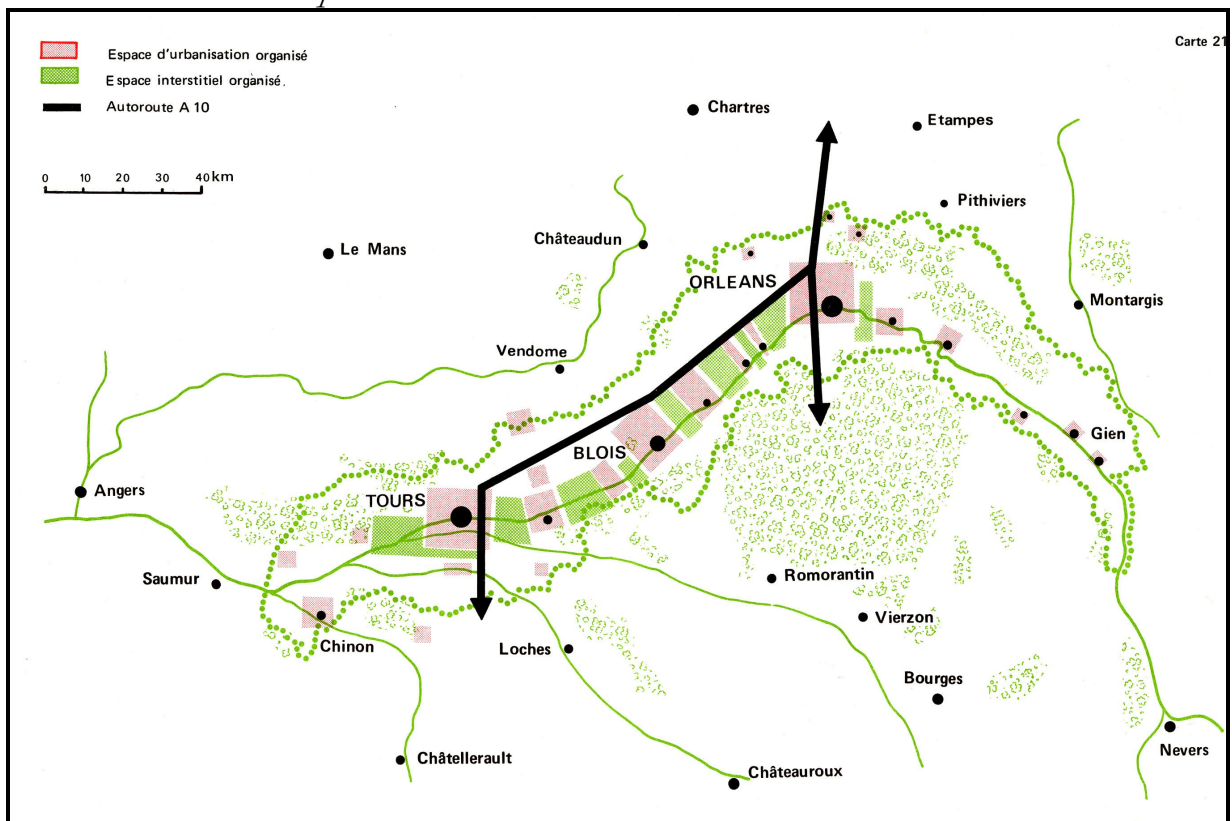 Carte 21
Espace d'urbanisation organisé
Espace interstitiel organisé.
Autoroute A 10
0 10 20 30 40 km
Chartres
Etampes
Pithiviers
Le Mans
Châteaudun
ORLEANS
Montargis
Vendome
BLOIS
Gien
Angers
TOURS
Saumur
Romorantin
Vierzon
Chinon
Loches
Bourges
Nevers
Châtellerault
Châteauroux